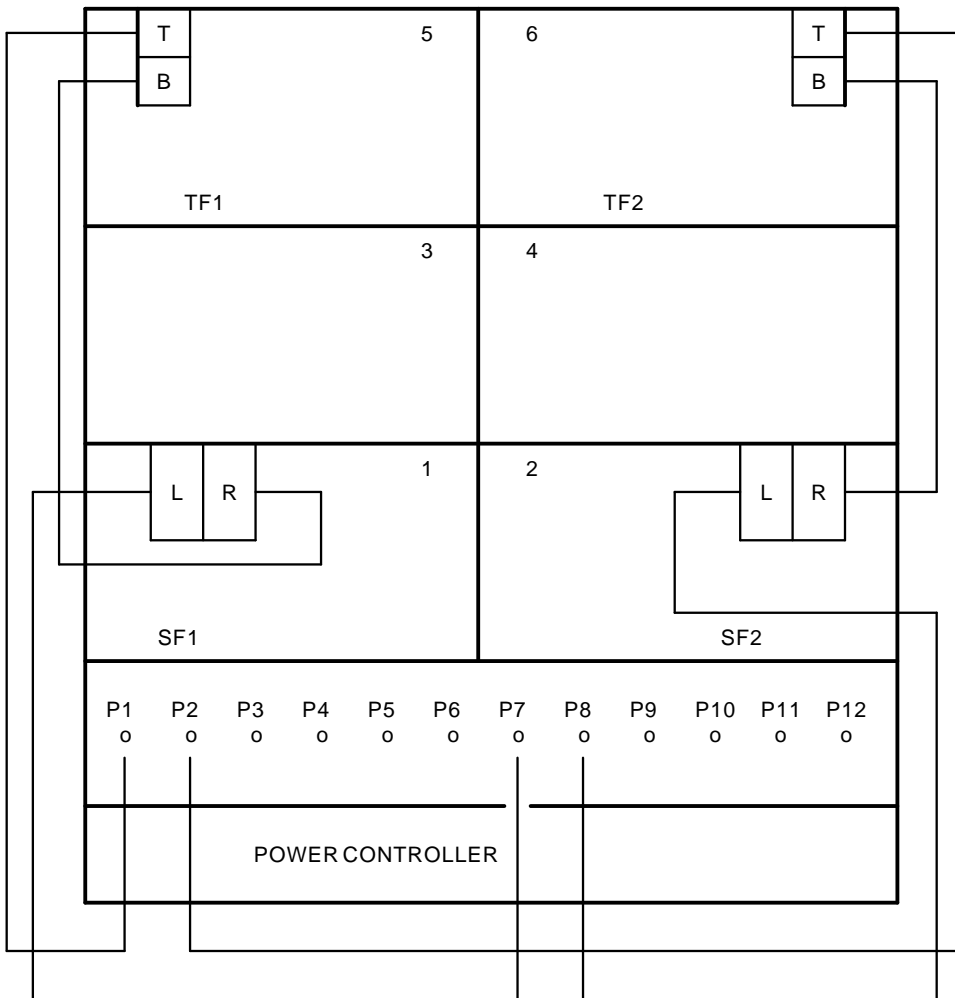 T 5 6 T
B B
TF1 TF2
3 4
1 2
L R L R
SF1 SF2
P1 P2 P3 P4 P5 P6 P7 P8 P9 P10 P11 P12
o o o o o o o o o o o o
POWER CONTROLLER